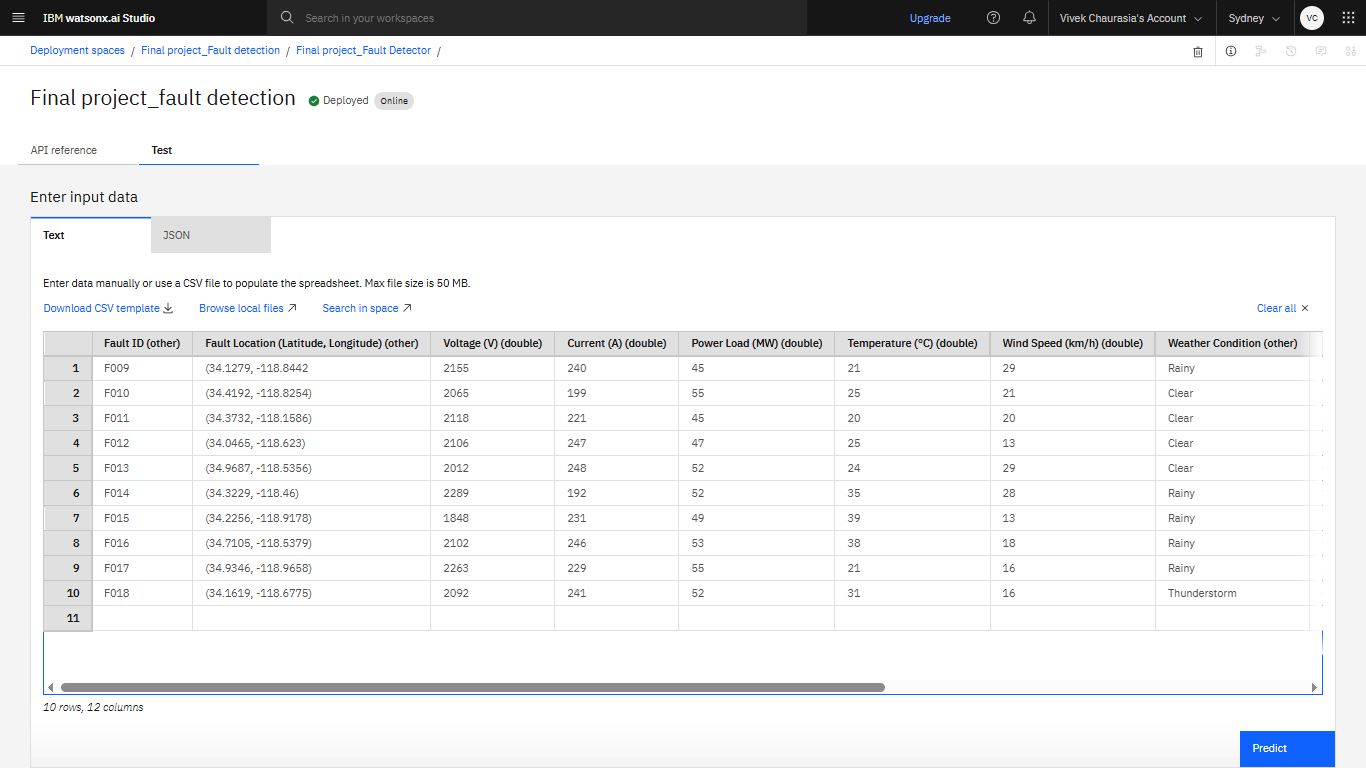 IBM watsonx.ai Studio Search in your workspaces Upgrade Vivek Chaurasia's Account Sydney VC
Deployment spaces / Final project_Fault detection / Final project_Fault Detector /
Final project_fault detection Deployed Online
API reference Test
Enter input data
Text JSON
Enter data manually or use a CSV file to populate the spreadsheet. Max file size is 50 MB.
Download CSV template Browse local files Search in space Clear all
Fault ID (other) Fault Location (Latitude, Longitude) (other) Voltage (V) (double) Current (A) (double) Power Load (MW) (double) Temperature (°C) (double) Wind Speed (km/h) (double) Weather Condition (other)
1 F009 (34.1279, -118.8442 2155 240 45 21 29 Rainy
2 F010 (34.4192, -118.8254) 2065 199 55 25 21 Clear
3 F011 (34.3732, -118.1586) 2118 221 45 20 20 Clear
4 F012 (34.0465, -118.623) 2106 247 47 25 13 Clear
5 F013 (34.9687, -118.5356) 2012 248 52 24 29 Clear
6 F014 (34.3229, -118.46) 2289 192 52 35 28 Rainy
7 F015 (34.2256, -118.9178) 1848 231 49 39 13 Rainy
8 F016 (34.7105, -118.5379) 2102 246 53 38 18 Rainy
9 F017 (34.9346, -118.9658) 2263 229 55 21 16 Rainy
10 F018 (34.1619, -118.6775) 2092 241 52 31 16 Thunderstorm
11
10 rows, 12 columns
Predict